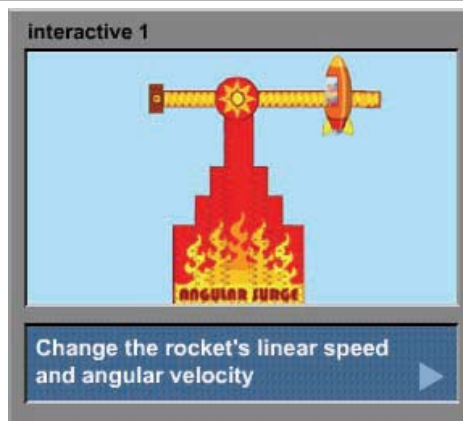 interactive 1
ANGULAR SURGE
Change the rocket's linear speed
and angular velocity